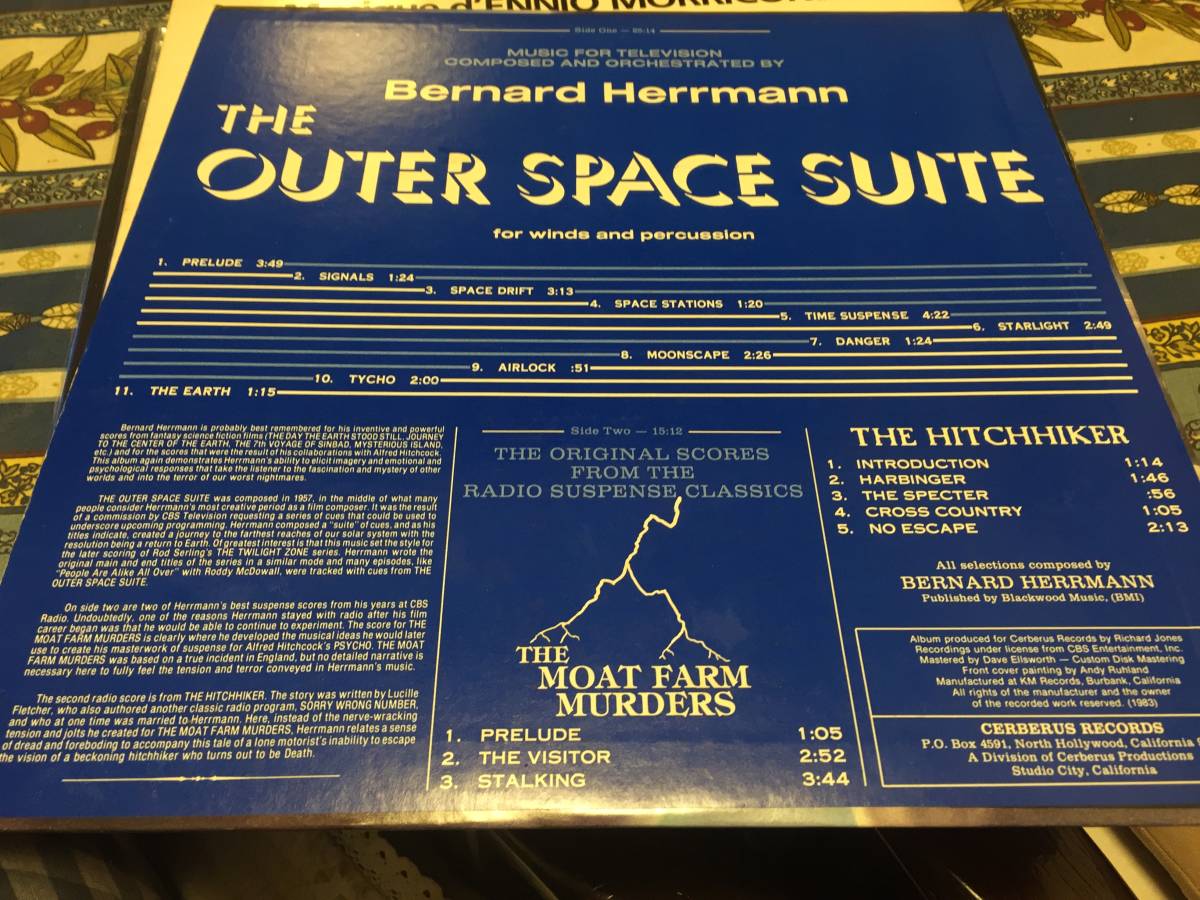 d'ENNIO MORRICON
Side One — 25:14
MUSIC FOR TELEVISION
COMPOSED AND ORCHESTRATED BY
Bernard Herrmann
THE
OUTER SPACE SUITE
for winds and percussion
1. PRELUDE 3:49
2. SIGNALS 1:24
3. SPACE DRIFT 3:13
4. SPACE STATIONS 1:20
5. TIME SUSPENSE 4:22
6. STARLIGHT 2:49
7. DANGER 1:24
8. MOONSCAPE 2:26
9. AIRLOCK :51
10. TYCHO 2:00
11. THE EARTH 1:15
Bernard Herrmann is probably best remembered for his inventive and powerful
scores from fantasy science fiction films (THE DAY THE EARTH STOOD STILL, JOURNEY
TO THE CENTER OF THE EARTH, THE 7th VOYAGE OF SINBAD, MYSTERIOUS ISLAND,
etc.) and for the scores that were the result of his collaborations with Alfred Hitchcock.
This album again demonstrates Herrmann's ability to elicit imagery and emotional and
psychological responses that take the listener to the fascination and mystery of other
worlds and into the terror of our worst nightmares.
THE OUTER SPACE SUITE was composed in 1957, in the middle of what many
people consider Herrmann's most creative period as a film composer. It was the result
of a commission by CBS Television requesting a series of cues that could be used to
underscore upcoming programming. Herrmann composed a "suite" of cues, and as his
titles indicate, created a journey to the farthest reaches of our solar system with the
resolution being a return to Earth. Of greatest interest is that this music set the style for
the later scoring of Rod Serling's THE TWILIGHT ZONE series. Herrmann wrote the
original main and end titles of the series in a similar mode and many episodes, like
"People Are Alike All Over" with Roddy McDowall, were tracked with cues from THE
OUTER SPACE SUITE.
On side two are two of Herrmann's best suspense scores from his years at CBS
Radio. Undoubtedly, one of the reasons Herrmann stayed with radio after his film
career began was that he would be able to continue to experiment. The score for THE
MOAT FARM MURDERS is clearly where he developed the musical ideas he would later
use to create his masterwork of suspense for Alfred Hitchcock's PSYCHO. THE MOAT
FARM MURDERS was based on a true incident in England, but no detailed narrative is
necessary here to fully feel the tension and terror conveyed in Herrmann's music.
The second radio score is from THE HITCHHIKER. The story was written by Lucille
Fletcher, who also authored another classic radio program, SORRY WRONG NUMBER,
and who at one time was married to Herrmann. Here, instead of the nerve-wracking
tension and jolts he created for THE MOAT FARM MURDERS, Herrmann relates a sense
of dread and foreboding to accompany this tale of a lone motorist's inability to escape
the vision of a beckoning hitchhiker who turns out to be Death.
Side Two — 15:12
THE ORIGINAL SCORES
FROM THE
RADIO SUSPENSE CLASSICS
THE
MOAT FARM
MURDERS
1. PRELUDE 1:05
2. THE VISITOR 2:52
3. STALKING 3:44
THE HITCHHIKER
1. INTRODUCTION 1:14
2. HARBINGER 1:46
3. THE SPECTER :56
4. CROSS COUNTRY 1:05
5. NO ESCAPE 2:13
All selections composed by
BERNARD HERRMANN
Published by Blackwood Music, (BMI)
Album produced for Cerberus Records by Richard Jones
Recordings under license from CBS Entertainment, Inc.
Mastered by Dave Ellsworth — Custom Disk Mastering
Front cover painting by Andy Ruhland
Manufactured at KM Records, Burbank, California
All rights of the manufacturer and the owner
of the recorded work reserved. (1983)
CERBERUS RECORDS
P.O. Box 4591, North Hollywood, California 9
A Division of Cerberus Productions
Studio City, California